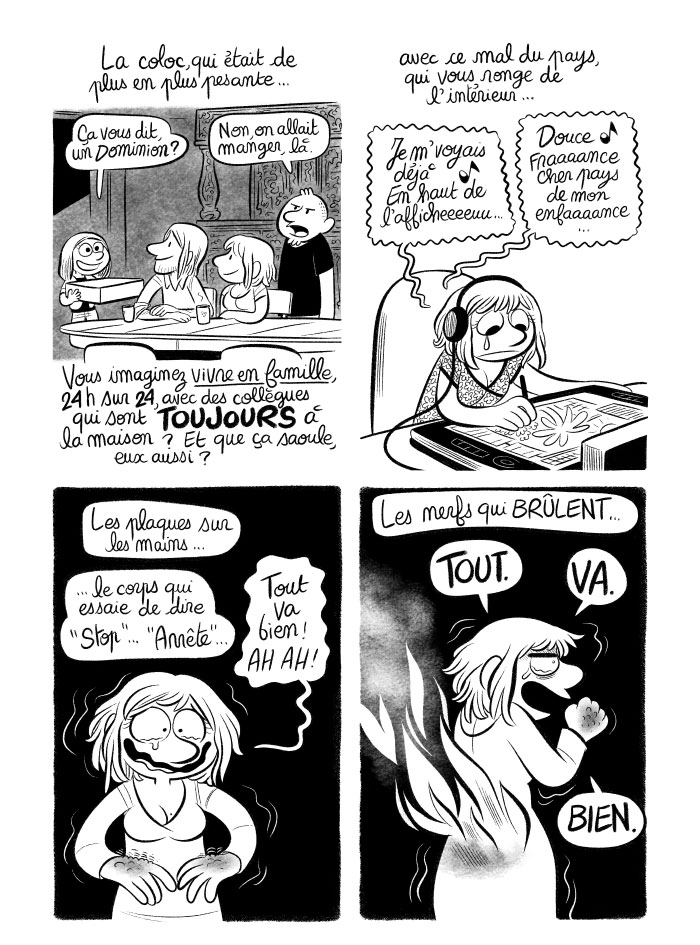 La coloc, qui était de
plus en plus pesante...
Ça vous dit,
un Dominion?
Non, on allait
manger, là.
Vous imaginez vivre en famille,
24h sur 24, avec des collègues
qui sont TOUJOURS à
la maison ? Et que ça saoule,
eux aussi ?
avec ce mal du pays,
qui vous ronge de
l'intérieur...
Je m'voyais
déjà
En haut de
l'afficheeeeuu...
Douce
Fraaaance
Cher pays
de mon
enfaaaance
...
Les plaques sur
les mains...
...le corps qui
essaie de dire
"Stop"... "Arrête"...
Tout
va
bien!
AH AH!
Les nerfs qui BRÛLENT...
TOUT.
VA.
BIEN.